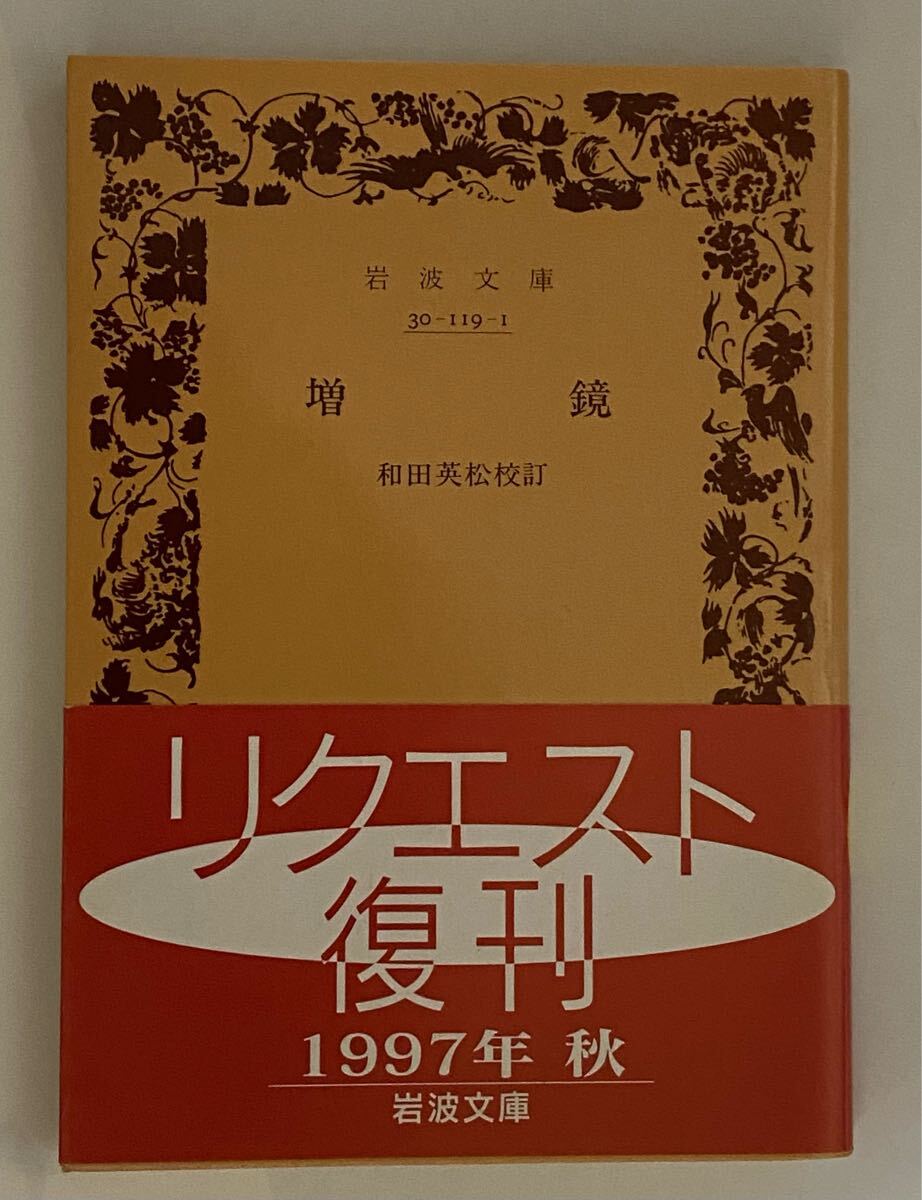 岩波文庫
30-119-1
増鏡
和田英松校訂
リクエスト
復刊
1997年 秋
岩波文庫